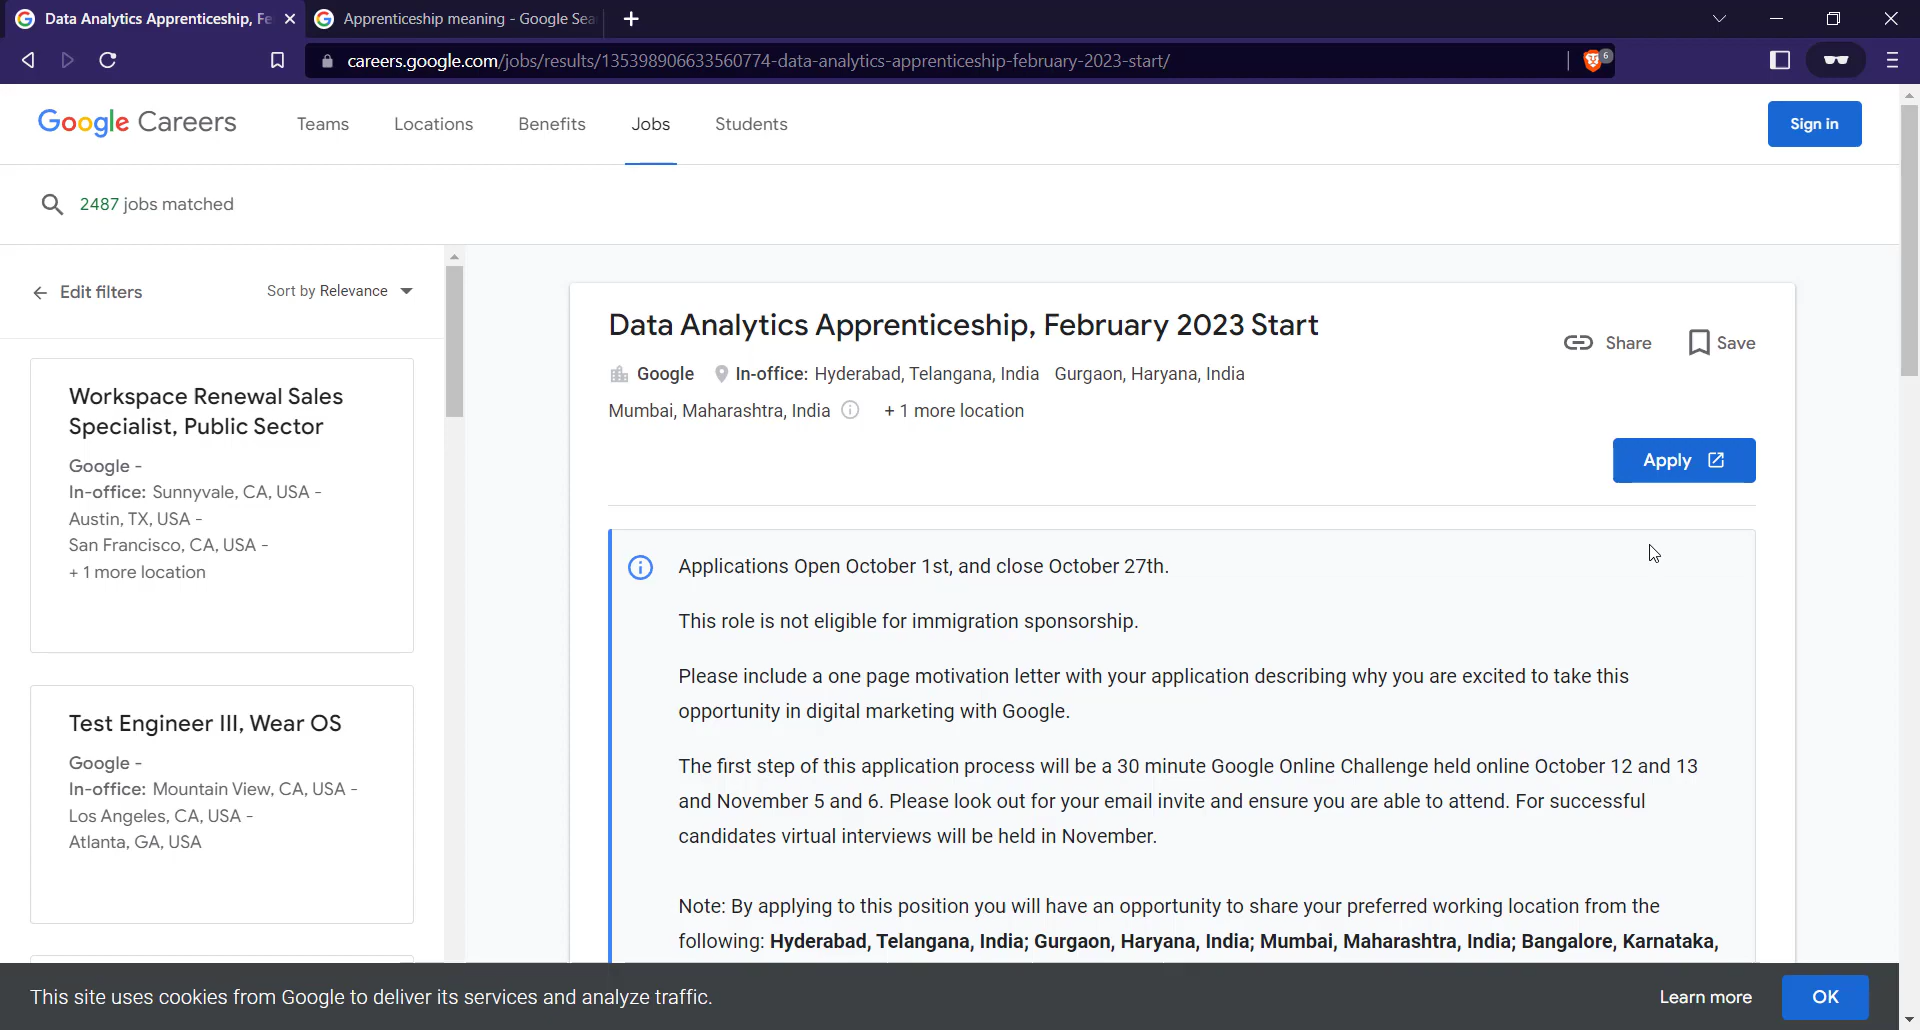 Data Analytics Apprenticeship, Fe
Apprenticeship meaning - Google Sea
careers.google.com/jobs/results/135398906633560774-data-analytics-apprenticeship-february-2023-start/
6
Google Careers
Teams
Locations
Benefits
Jobs
Students
Sign in
2487 jobs matched
Edit filters
Sort by Relevance
Workspace Renewal Sales
Specialist, Public Sector
Google -
In-office: Sunnyvale, CA, USA -
Austin, TX, USA -
San Francisco, CA, USA -
+ 1 more location
Test Engineer III, Wear OS
Google -
In-office: Mountain View, CA, USA -
Los Angeles, CA, USA -
Atlanta, GA, USA
Data Analytics Apprenticeship, February 2023 Start
Share
Save
Google In-office: Hyderabad, Telangana, India Gurgaon, Haryana, India
Mumbai, Maharashtra, India + 1 more location
Apply
Applications Open October 1st, and close October 27th.
This role is not eligible for immigration sponsorship.
Please include a one page motivation letter with your application describing why you are excited to take this
opportunity in digital marketing with Google.
The first step of this application process will be a 30 minute Google Online Challenge held online October 12 and 13
and November 5 and 6. Please look out for your email invite and ensure you are able to attend. For successful
candidates virtual interviews will be held in November.
Note: By applying to this position you will have an opportunity to share your preferred working location from the
following: Hyderabad, Telangana, India; Gurgaon, Haryana, India; Mumbai, Maharashtra, India; Bangalore, Karnataka,
This site uses cookies from Google to deliver its services and analyze traffic.
Learn more
OK